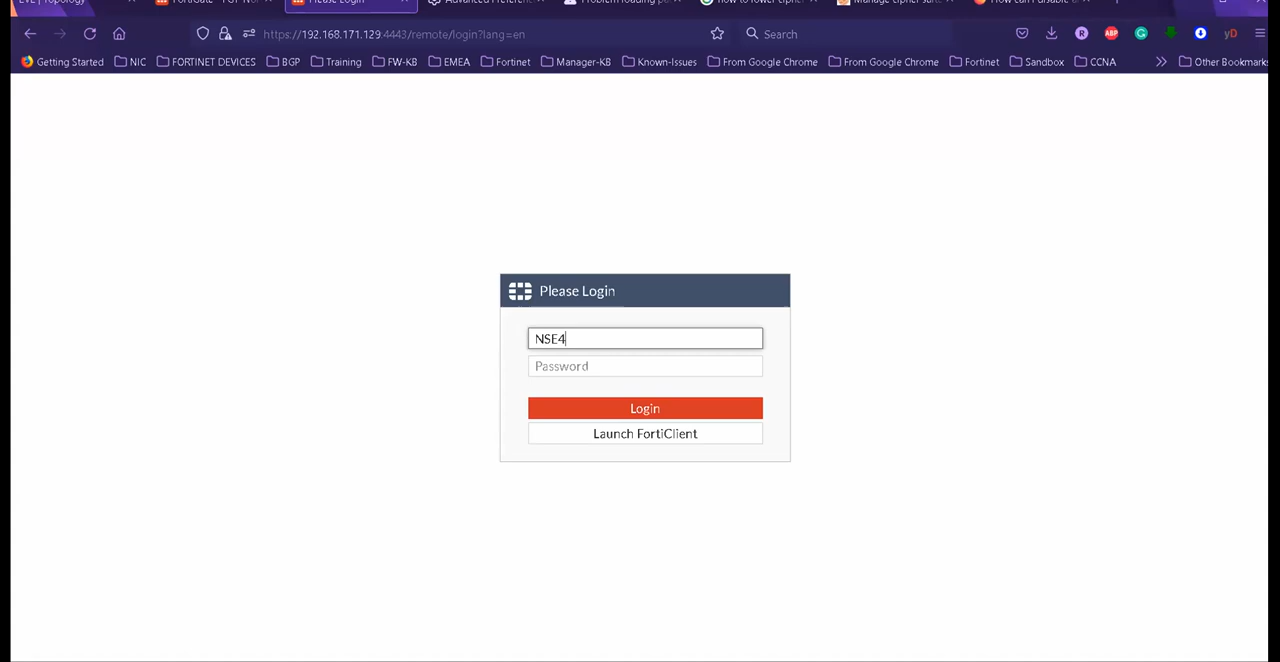 https://192.168.171.129:4443/remote/login?lang=en
Search
ABP
yD
Getting Started NIC FORTINET DEVICES BGP Training FW-KB EMEA Fortinet Manager-KB Known-Issues From Google Chrome From Google Chrome Fortinet Sandbox CCNA Other Bookmarks
Please Login
NSE4
Password
Login
Launch FortiClient